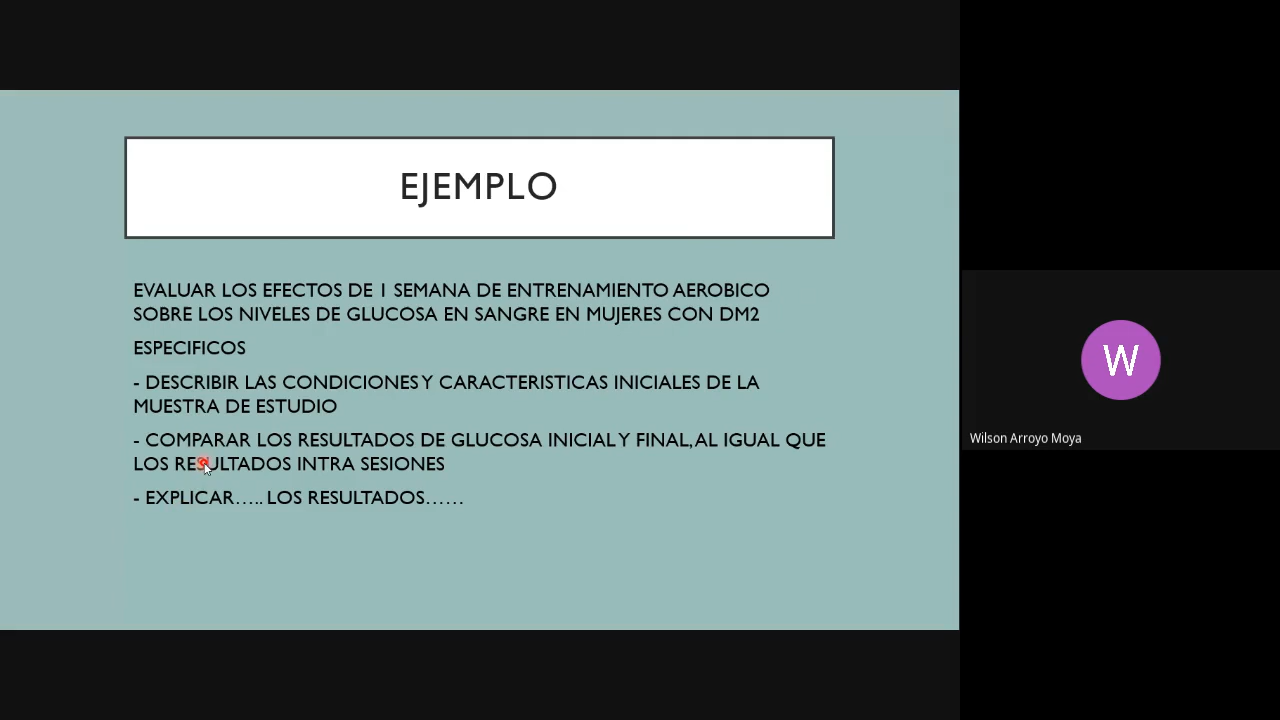 EJEMPLO
EVALUAR LOS EFECTOS DE 1 SEMANA DE ENTRENAMIENTO AEROBICO
SOBRE LOS NIVELES DE GLUCOSA EN SANGRE EN MUJERES CON DM2
ESPECIFICOS
- DESCRIBIR LAS CONDICIONES Y CARACTERISTICAS INICIALES DE LA
MUESTRA DE ESTUDIO
- COMPARAR LOS RESULTADOS DE GLUCOSA INICIAL Y FINAL, AL IGUAL QUE
LOS RESULTADOS INTRA SESIONES
- EXPLICAR….. LOS RESULTADOS……
W
Wilson Arroyo Moya